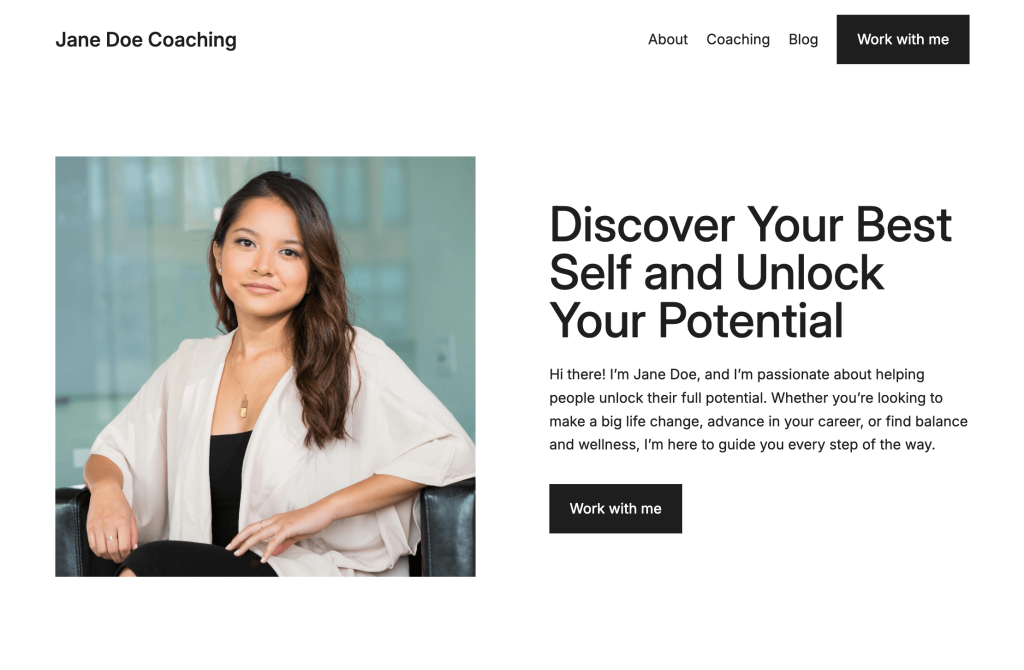 Jane Doe Coaching
About Coaching Blog Work with me
Discover Your Best
Self and Unlock
Your Potential
Hi there! I’m Jane Doe, and I’m passionate about helping
people unlock their full potential. Whether you’re looking to
make a big life change, advance in your career, or find balance
and wellness, I’m here to guide you every step of the way.
Work with me